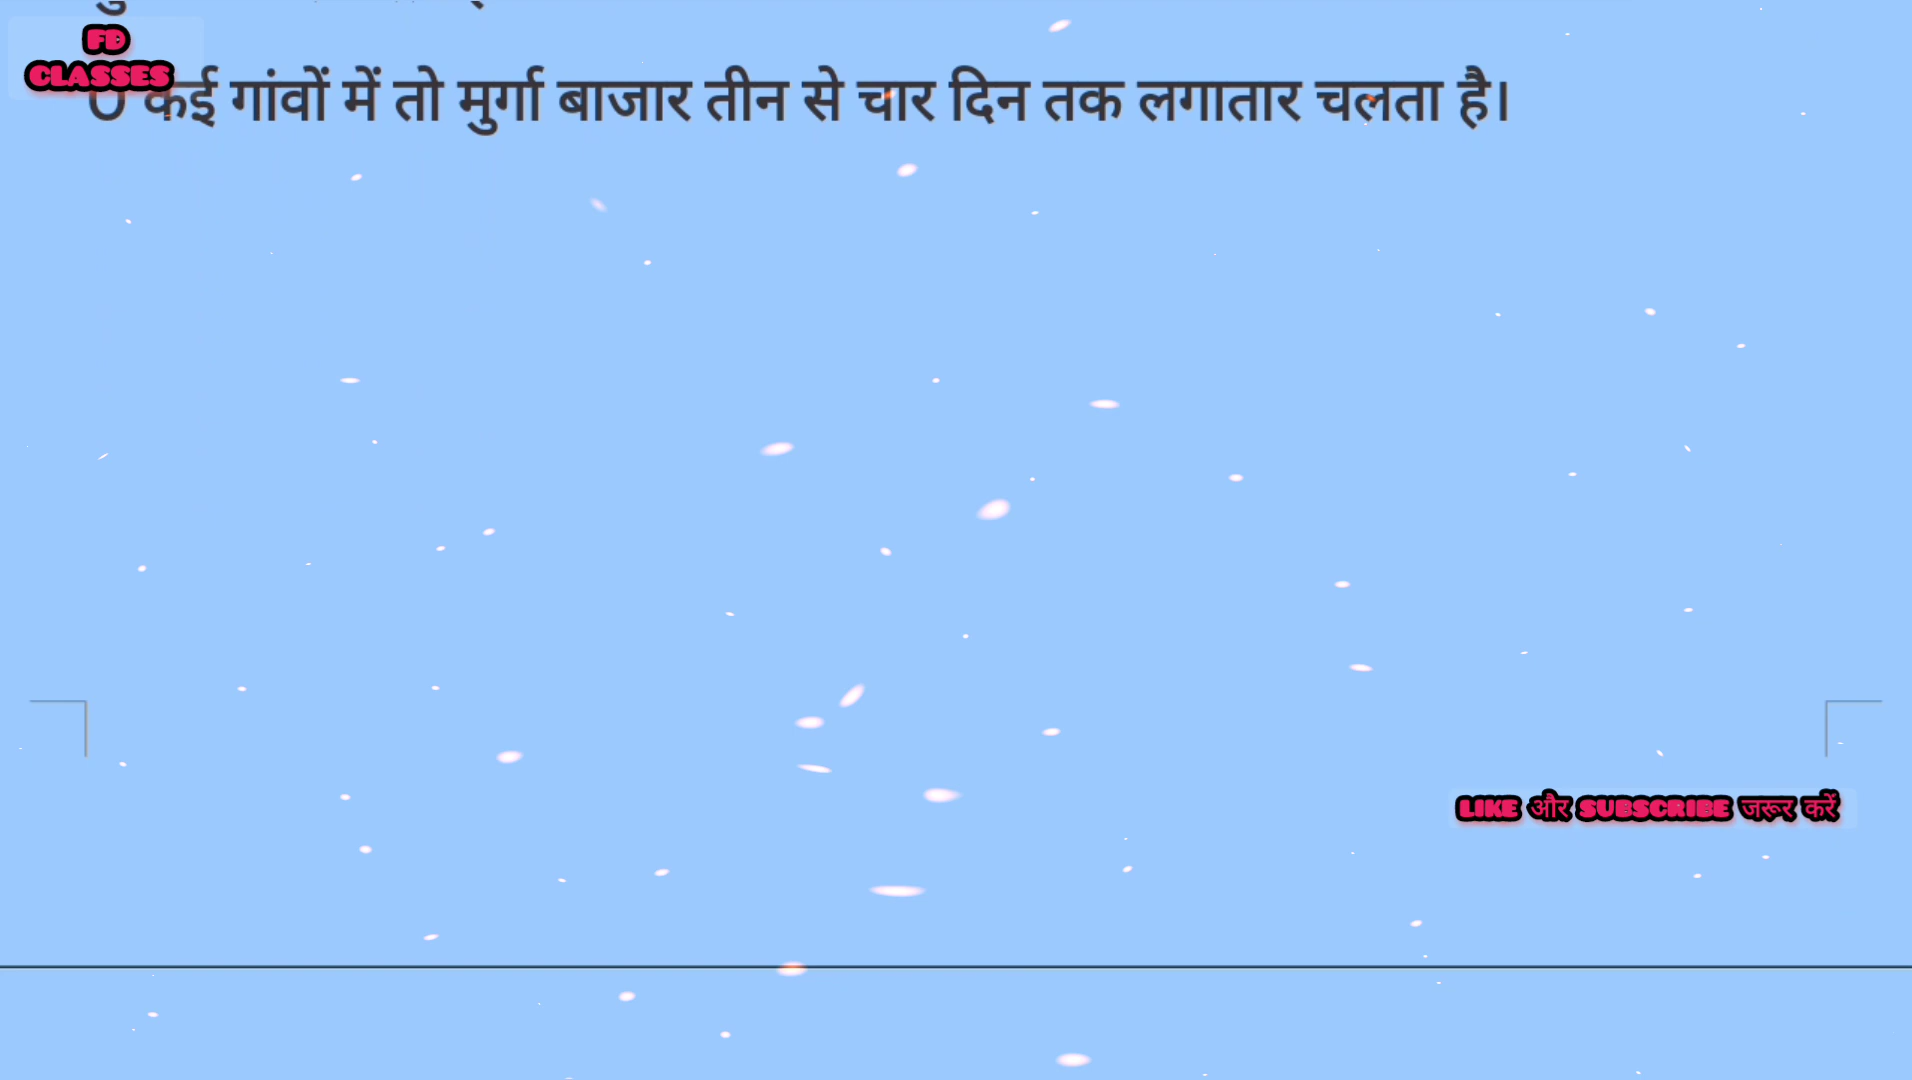 FD
CLASSES
O कई गांवों में तो मुर्गा बाजार तीन से चार दिन तक लगातार चलता है।
LIKE और SUBSCRIBE जरूर करें